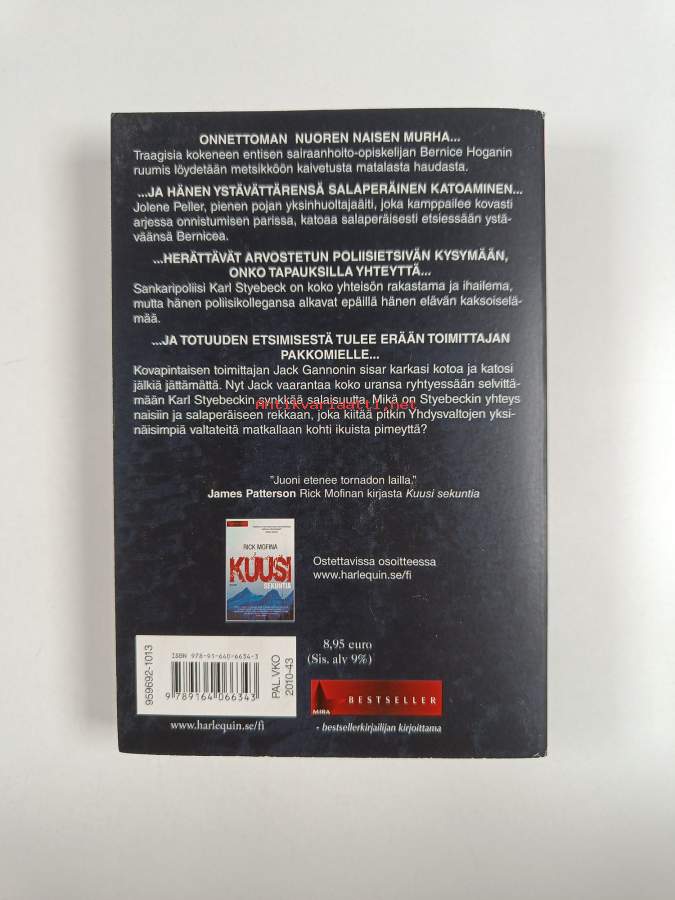 ONNETTOMAN NUOREN NAISEN MURHA...
Traagisia kokeneen entisen sairaanhoito-opiskelijan Bernice Hoganin
ruumis löydetään metsikköön kaivetusta matalasta haudasta.
...JA HÄNEN YSTÄVÄTTÄRENSÄ SALAPERÄINEN KATOAMINEN...
Jolene Peller, pienen pojan yksinhuoltajaäiti, joka kamppailee kovasti
arjessa onnistumisen parissa, katoaa salaperäisesti etsiessään ystä-
väänsä Berniceä.
...HERÄTTÄVÄT ARVOSTETUN POLIISIETSIVÄN KYSYMÄÄN,
ONKO TAPAUKSILLA YHTEYTTÄ...
Sankaripoliisi Karl Styebeck on koko yhteisön rakastama ja ihailema,
mutta hänen poliisikollegansa alkavat epäillä hänen elävän kaksoiselä-
mää.
...JA TOTUUDEN ETSIMISESTÄ TULEE ERÄÄN TOIMITTAJAN
PAKKOMIELLE...
Kovapintaisen toimittajan Jack Gannonin sisar karkasi kotoa ja katosi
jälkiä jättämättä. Nyt Jack vaarantaa koko uransa ryhtyessään selvittä-
mään Karl Styebeckin synkkää salaisuutta. Mikä on Styebeckin yhteys
Antikvariaatti.net
naisiin ja salaperäiseen rekkaan, joka kiitää pitkin Yhdysvaltojen yksi-
näisimpiä valtateitä matkallaan kohti ikuista pimeyttä?
"Juoni etenee tornadon lailla."
James Patterson Rick Mofinan kirjasta Kuusi sekuntia
RICK MOFINA
KUUSI
SEKUNTIA
Ostettavissa osoitteessa
www.harlequin.se/fi
959692-1013
ISBN 978-91-640-6634-3
9 789164 066343
PAL.VKO
2010-43
8,95 euro
(Sis. alv 9%)
MIRA
BESTSELLER
www.harlequin.se/fi
- bestsellerkirjailijan kirjoittama